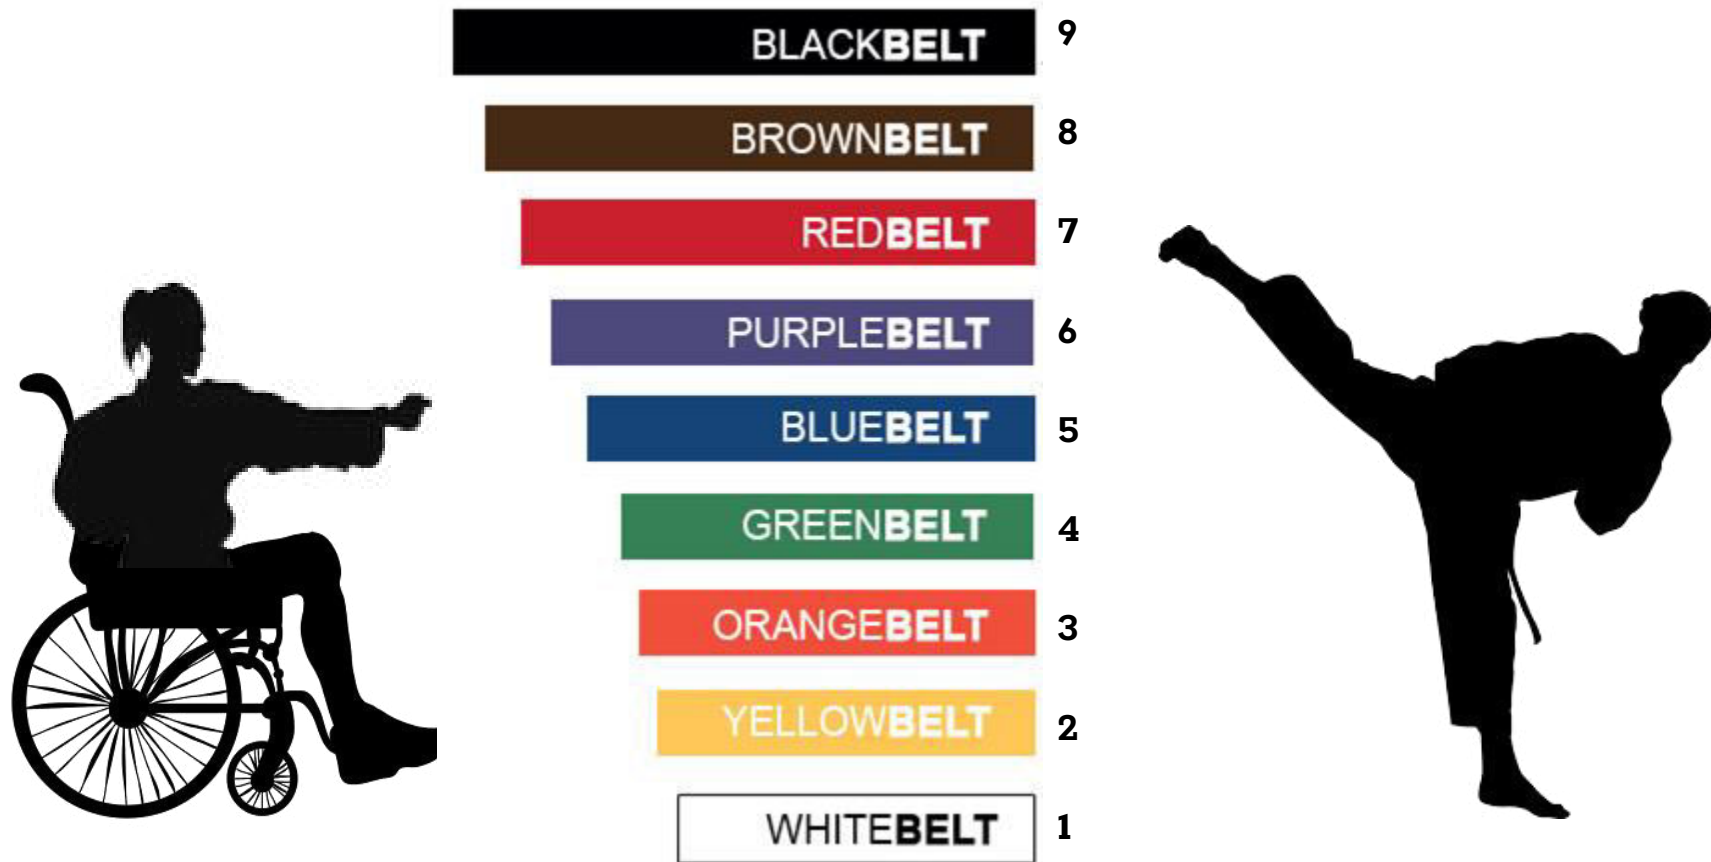 BLACKBELT 9
BROWNBELT 8
REDBELT 7
PURPLEBELT 6
BLUEBELT 5
GREENBELT 4
ORANGEBELT 3
YELLOWBELT 2
WHITEBELT 1